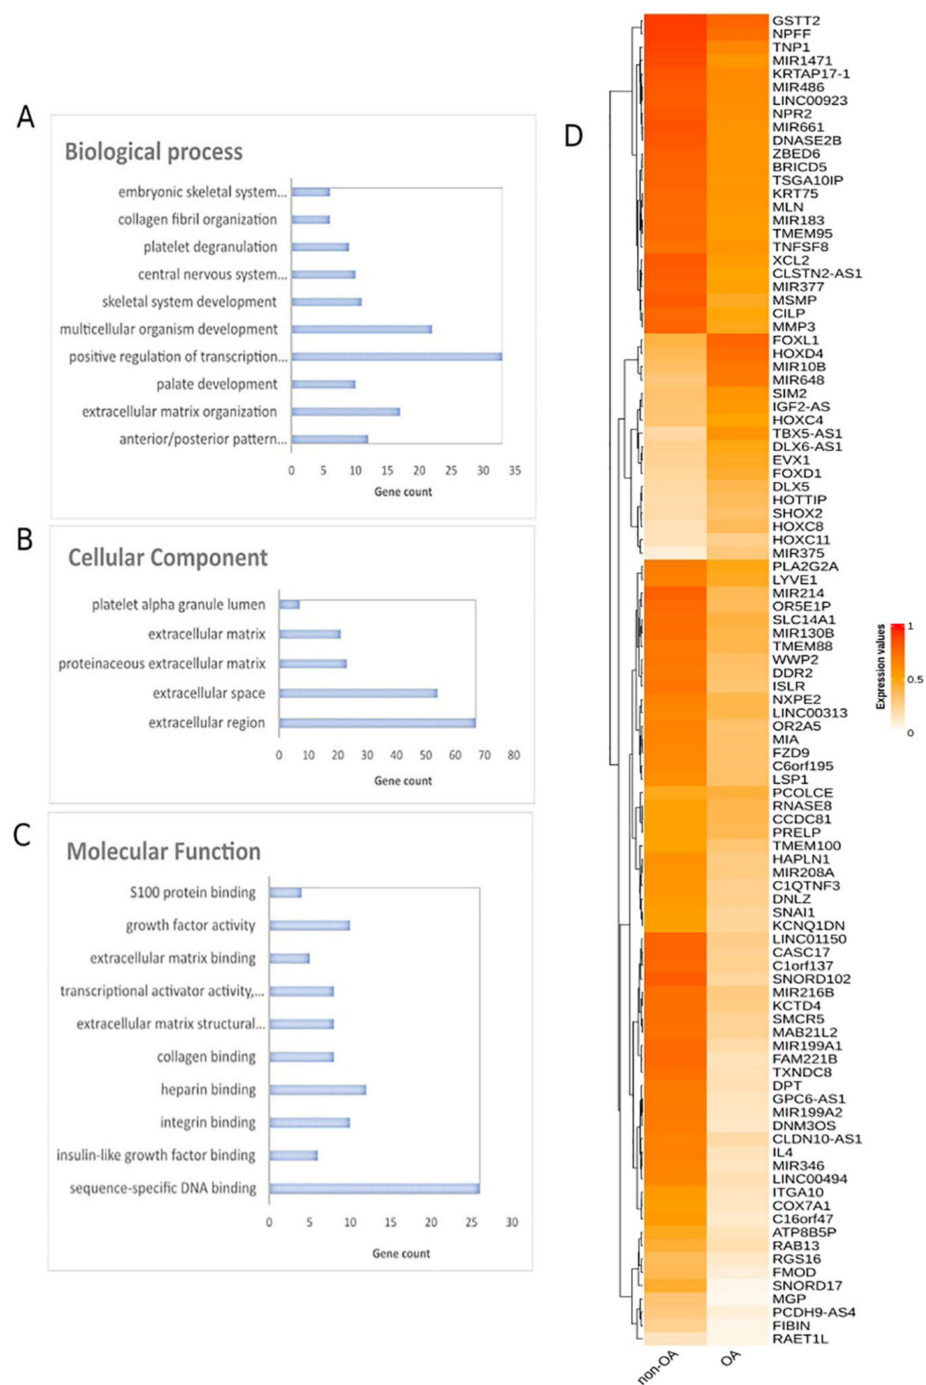 A
Biological process
embryonic skeletal system...
collagen fibril organization
platelet degranulation
central nervous system...
skeletal system development
multicellular organism development
positive regulation of transcription...
palate development
extracellular matrix organization
anterior/posterior pattern...
0 5 10 15 20 25 30 35
Gene count
B
Cellular Component
platelet alpha granule lumen
extracellular matrix
proteinaceous extracellular matrix
extracellular space
extracellular region
0 10 20 30 40 50 60 70 80
Gene count
C
Molecular Function
S100 protein binding
growth factor activity
extracellular matrix binding
transcriptional activator activity,...
extracellular matrix structural...
collagen binding
heparin binding
integrin binding
insulin-like growth factor binding
sequence-specific DNA binding
0 5 10 15 20 25 30
Gene count
D
GSTT2
NPFF
TNP1
MIR1471
KRTAP17-1
MIR486
LINC00923
NPR2
MIR661
DNASE2B
ZBED6
BRICD5
TSGA10IP
KRT75
MLN
MIR183
TMEM95
TNFSF8
XCL2
CLSTN2-AS1
MIR377
MSMP
CILP
MMP3
FOXL1
HOXD4
MIR10B
MIR648
SIM2
IGF2-AS
HOXC4
TBX5-AS1
DLX6-AS1
EVX1
FOXD1
DLX5
HOTTIP
SHOX2
HOXC8
HOXC11
MIR375
PLA2G2A
LYVE1
MIR214
OR5E1P
SLC14A1
MIR130B
TMEM88
WWP2
DDR2
ISLR
NXPE2
LINC00313
OR2A5
MIA
FZD9
C6orf195
LSP1
PCOLCE
RNASE8
CCDC81
PRELP
TMEM100
HAPLN1
MIR208A
C1QTNF3
DNLZ
SNAI1
KCNQ1DN
LINC01150
CASC17
C1orf137
SNORD102
MIR216B
KCTD4
SMCR5
MAB21L2
MIR199A1
FAM221B
TXNDC8
DPT
GPC6-AS1
MIR199A2
DNM3OS
CLDN10-AS1
IL4
MIR346
LINC00494
ITGA10
COX7A1
C16orf47
ATP8B5P
RAB13
RGS16
FMOD
SNORD17
MGP
PCDH9-AS4
FIBIN
RAET1L
non-OA
OA
Expression values
1
0.5
0